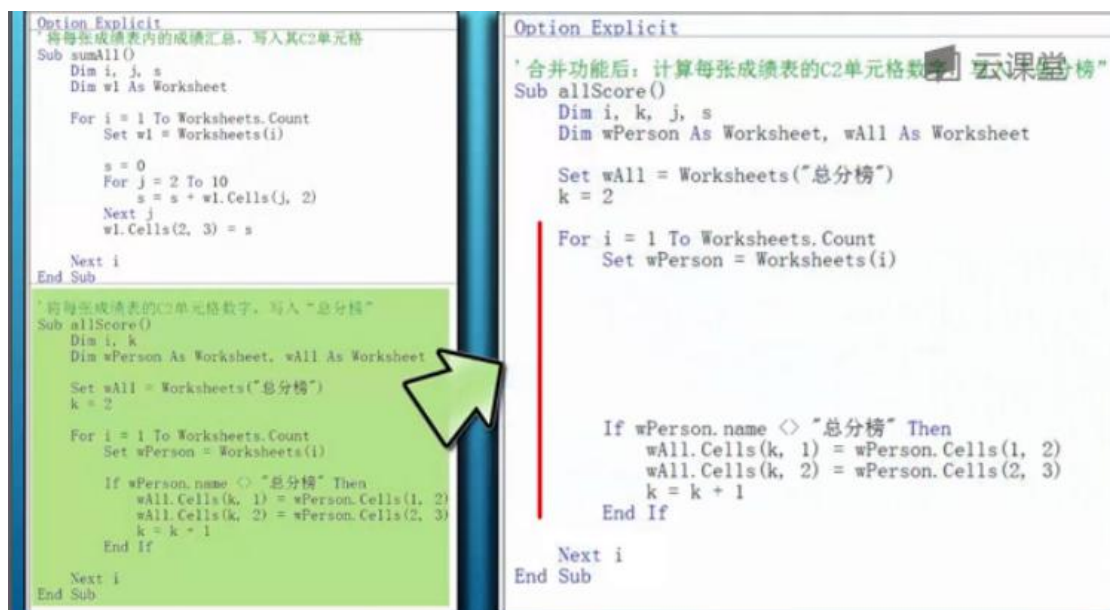 Option Explicit
'将每张成绩表内的成绩汇总，写入其C2单元格
Sub sumAll()
Dim i, j, s
Dim w1 As Worksheet
For i = 1 To Worksheets.Count
Set w1 = Worksheets(i)
s = 0
For j = 2 To 10
s = s + w1.Cells(j, 2)
Next j
w1.Cells(2, 3) = s
Next i
End Sub
'将每张成绩表的C2单元格数字，写入“总分榜”
Sub allScore()
Dim i, k
Dim wPerson As Worksheet, wAll As Worksheet
Set wAll = Worksheets("总分榜")
k = 2
For i = 1 To Worksheets.Count
Set wPerson = Worksheets(i)
If wPerson.name <> "总分榜" Then
wAll.Cells(k, 1) = wPerson.Cells(1, 2)
wAll.Cells(k, 2) = wPerson.Cells(2, 3)
k = k + 1
End If
Next i
End Sub
Option Explicit
云课堂
'合并功能后：计算每张成绩表的C2单元格数 榜”
Sub allScore()
Dim i, k, j, s
Dim wPerson As Worksheet, wAll As Worksheet
Set wAll = Worksheets("总分榜")
k = 2
For i = 1 To Worksheets.Count
Set wPerson = Worksheets(i)
If wPerson.name <> "总分榜" Then
wAll.Cells(k, 1) = wPerson.Cells(1, 2)
wAll.Cells(k, 2) = wPerson.Cells(2, 3)
k = k + 1
End If
Next i
End Sub